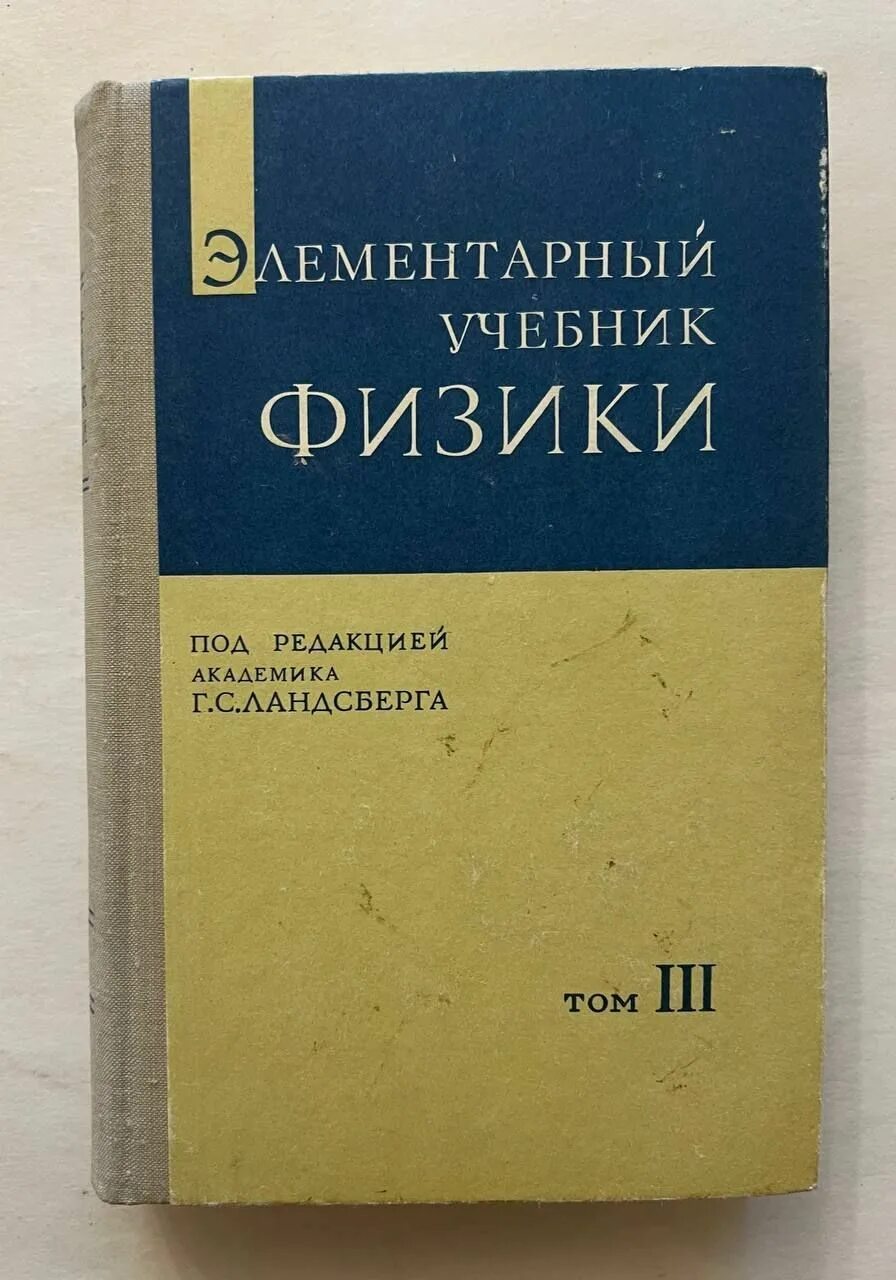 Элементарный
учебник
физики
под редакцией
академика
Г.С.Ландсберга
том III